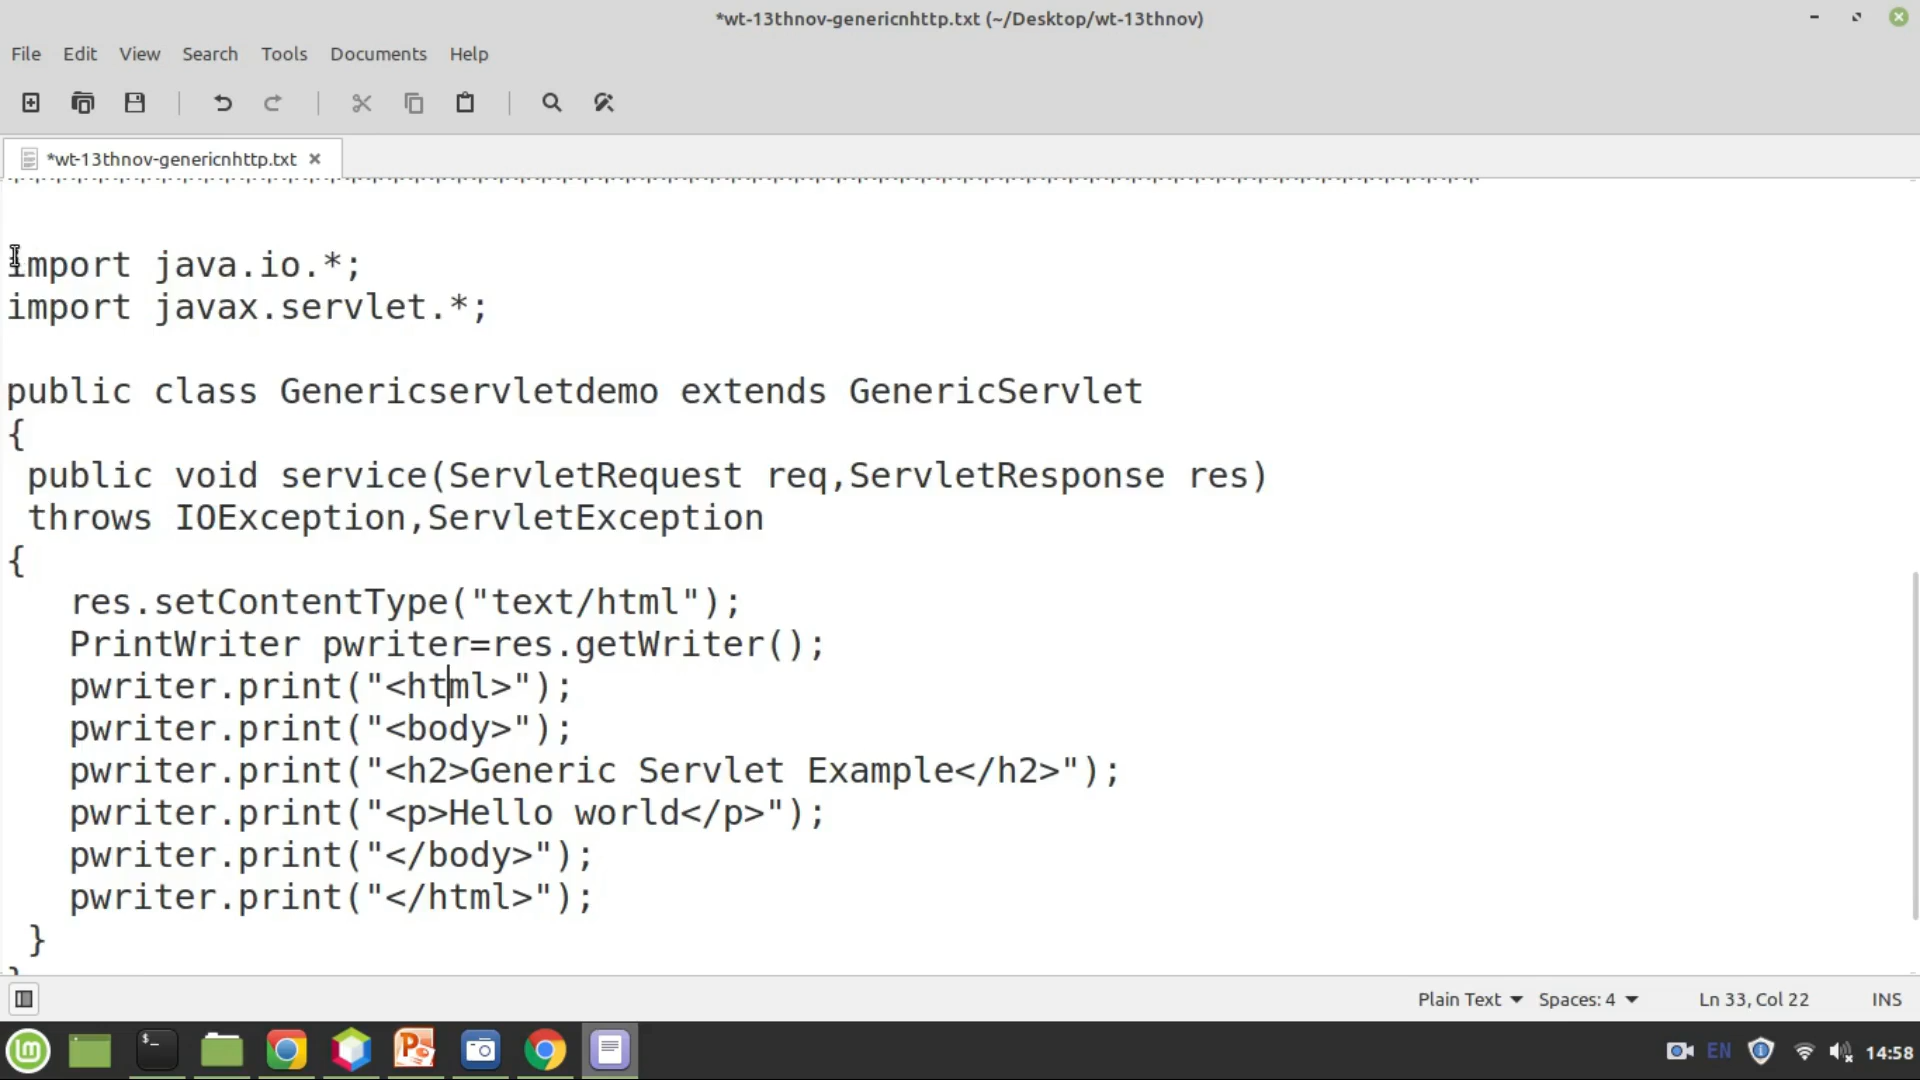 *wt-13thnov-genericnhttp.txt (~/Desktop/wt-13thnov)
File Edit View Search Tools Documents Help
*wt-13thnov-genericnhttp.txt
import java.io.*;
import javax.servlet.*;
public class Genericservletdemo extends GenericServlet
{
public void service(ServletRequest req,ServletResponse res)
throws IOException,ServletException
{
res.setContentType("text/html");
PrintWriter pwriter=res.getWriter();
pwriter.print("<html>");
pwriter.print("<body>");
pwriter.print("<h2>Generic Servlet Example</h2>");
pwriter.print("<p>Hello world</p>");
pwriter.print("</body>");
pwriter.print("</html>");
}
}
Plain Text Spaces: 4 Ln 33, Col 22 INS
EN 14:58